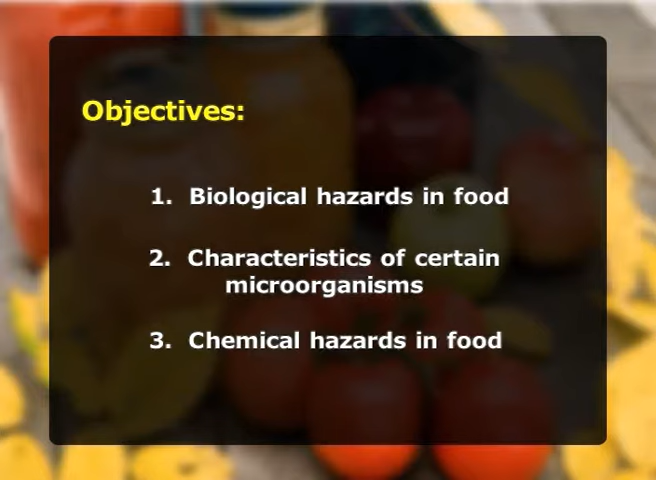 Objectives:
1. Biological hazards in food
2. Characteristics of certain
microorganisms
3. Chemical hazards in food